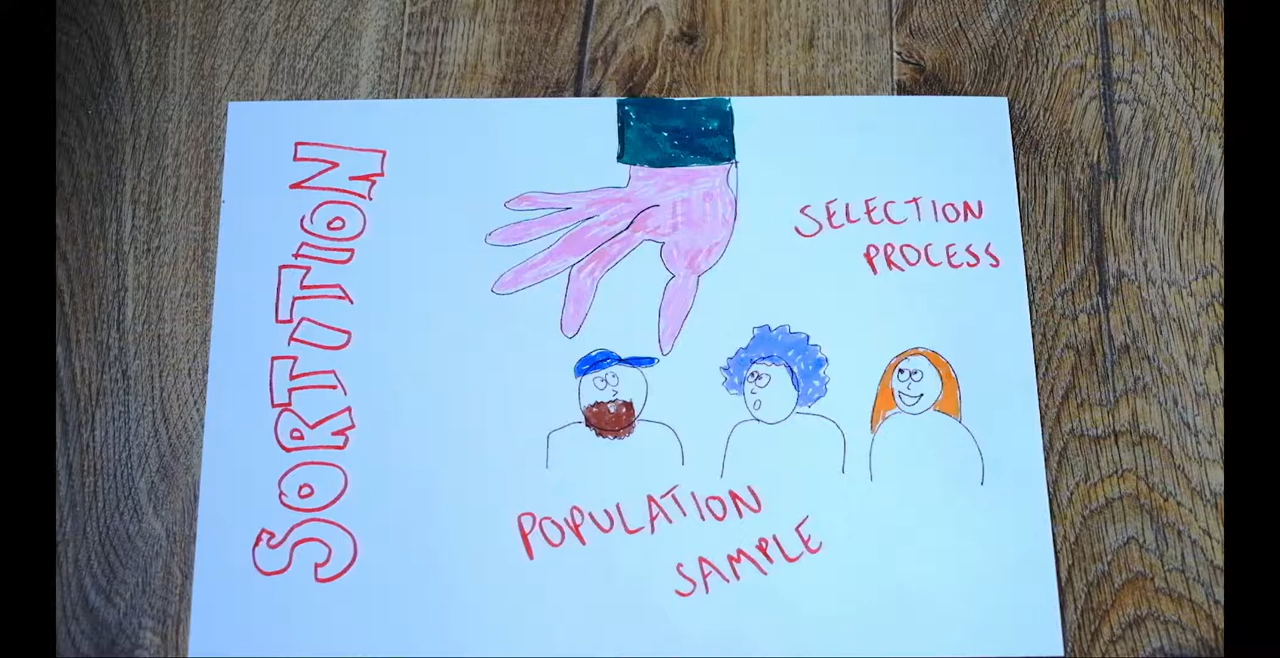 SORTITION
SELECTION
PROCESS
POPULATION
SAMPLE